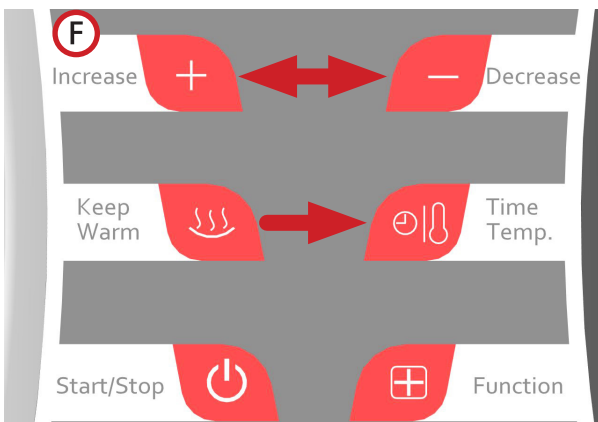 F
Increase + − Decrease
Keep
Warm
Time
Temp.
Start/Stop
Function